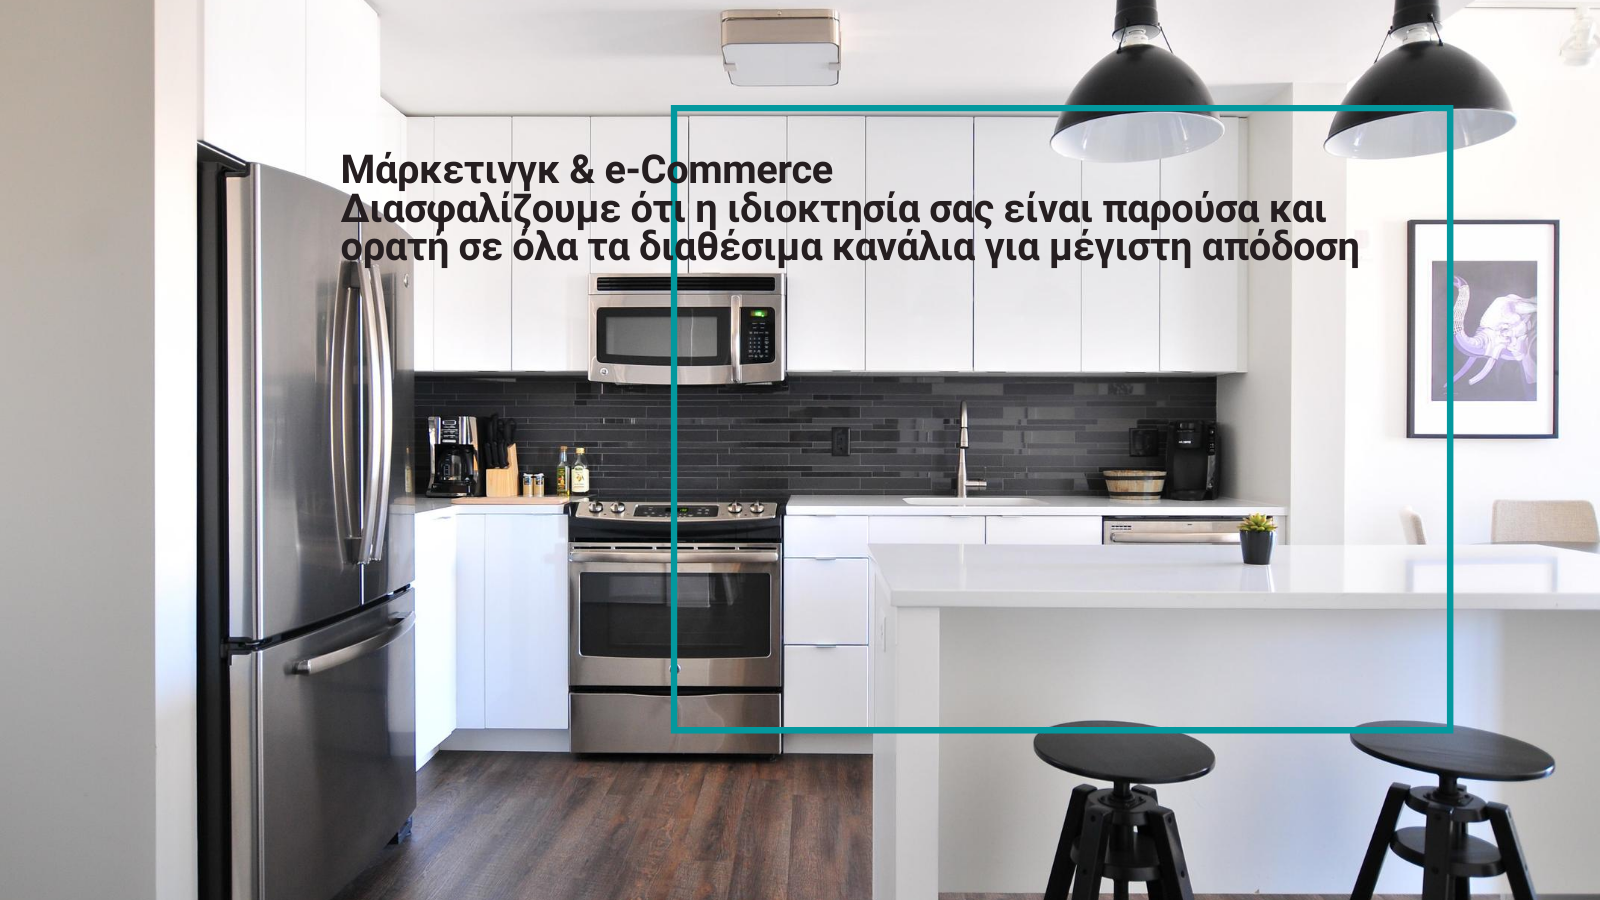 Μάρκετινγκ & e-Commerce
Διασφαλίζουμε ότι η ιδιοκτησία σας είναι παρούσα και
ορατή σε όλα τα διαθέσιμα κανάλια για μέγιστη απόδοση